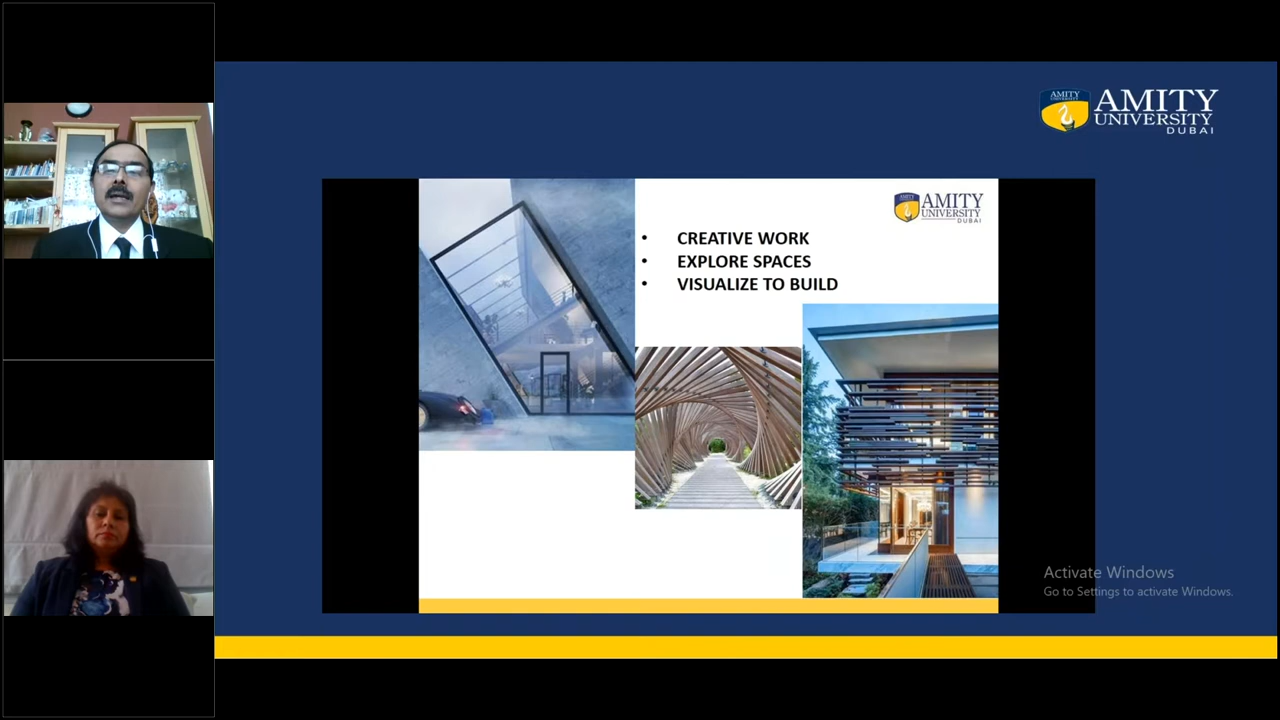 AMITY
AMITY
UNIVERSITY
DUBAI
AMITY
UNIVERSITY
DUBAI
• CREATIVE WORK
• EXPLORE SPACES
• VISUALIZE TO BUILD
Activate Windows
Go to Settings to activate Windows.